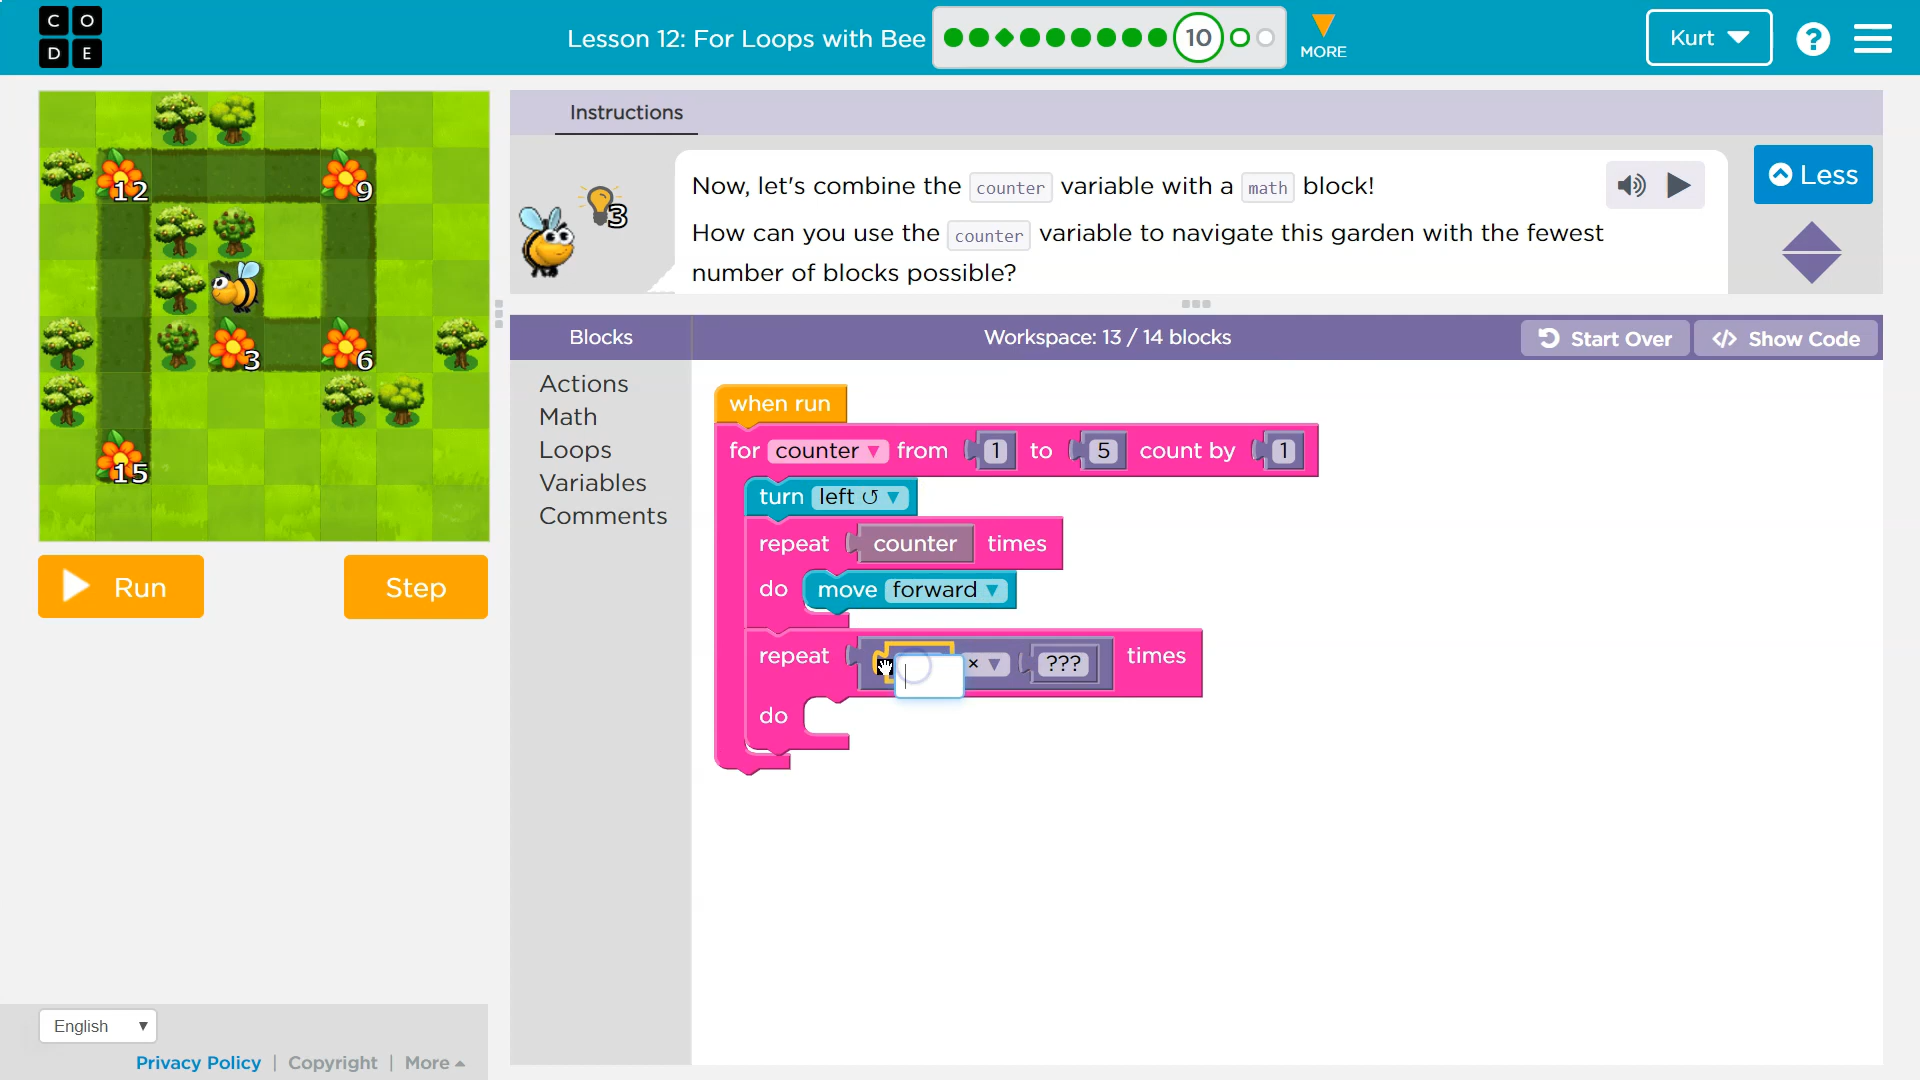 C O
D E
Lesson 12: For Loops with Bee
10
MORE
Kurt
?
12
9
3
6
15
Run
Step
Instructions
3
Now, let's combine the counter variable with a math block!
How can you use the counter variable to navigate this garden with the fewest
number of blocks possible?
Less
Blocks
Workspace: 13 / 14 blocks
Start Over
</> Show Code
Actions
Math
Loops
Variables
Comments
when run
for counter ▼ from 1 to 5 count by 1
turn left ↺ ▼
repeat counter times
do move forward ▼
repeat × ▼ ??? times
do
English ▼
Privacy Policy | Copyright | More